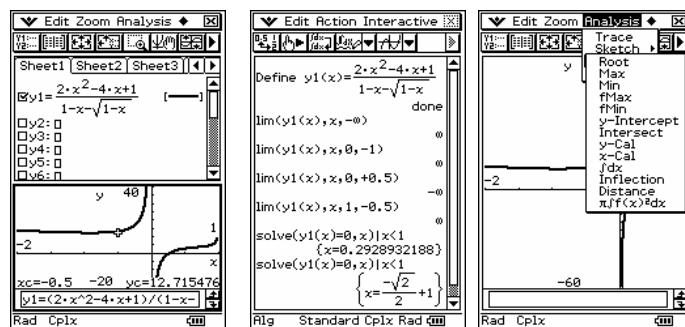 Edit Zoom Analysis
Sheet1 Sheet2 Sheet3
y1=2·x²-4·x+1/1-x-√1-x [—]
y2:
y3:
y4:
y5:
y6:
y 40
1
-2
x
xc=-0.5 -20 yc=12.715476
y1=(2·x^2-4·x+1)/(1-x-
Rad Cplx
Edit Action Interactive
Define y1(x)=2·x²-4·x+1/1-x-√1-x
done
lim(y1(x),x,-∞)
∞
lim(y1(x),x,0,-1)
∞
lim(y1(x),x,0,+0.5)
-∞
lim(y1(x),x,1,-0.5)
∞
solve(y1(x)=0,x)|x<1
{x=0.2928932188}
solve(y1(x)=0,x)|x<1
{x=-√2/2+1}
Alg Standard Cplx Rad
Edit Zoom Analysis
Trace
Sketch
Root
Max
Min
fMax
fMin
y-Intercept
Intersect
y-Cal
x-Cal
∫dx
Inflection
Distance
π∫f(x)²dx
y
-2
-60
Rad Cplx